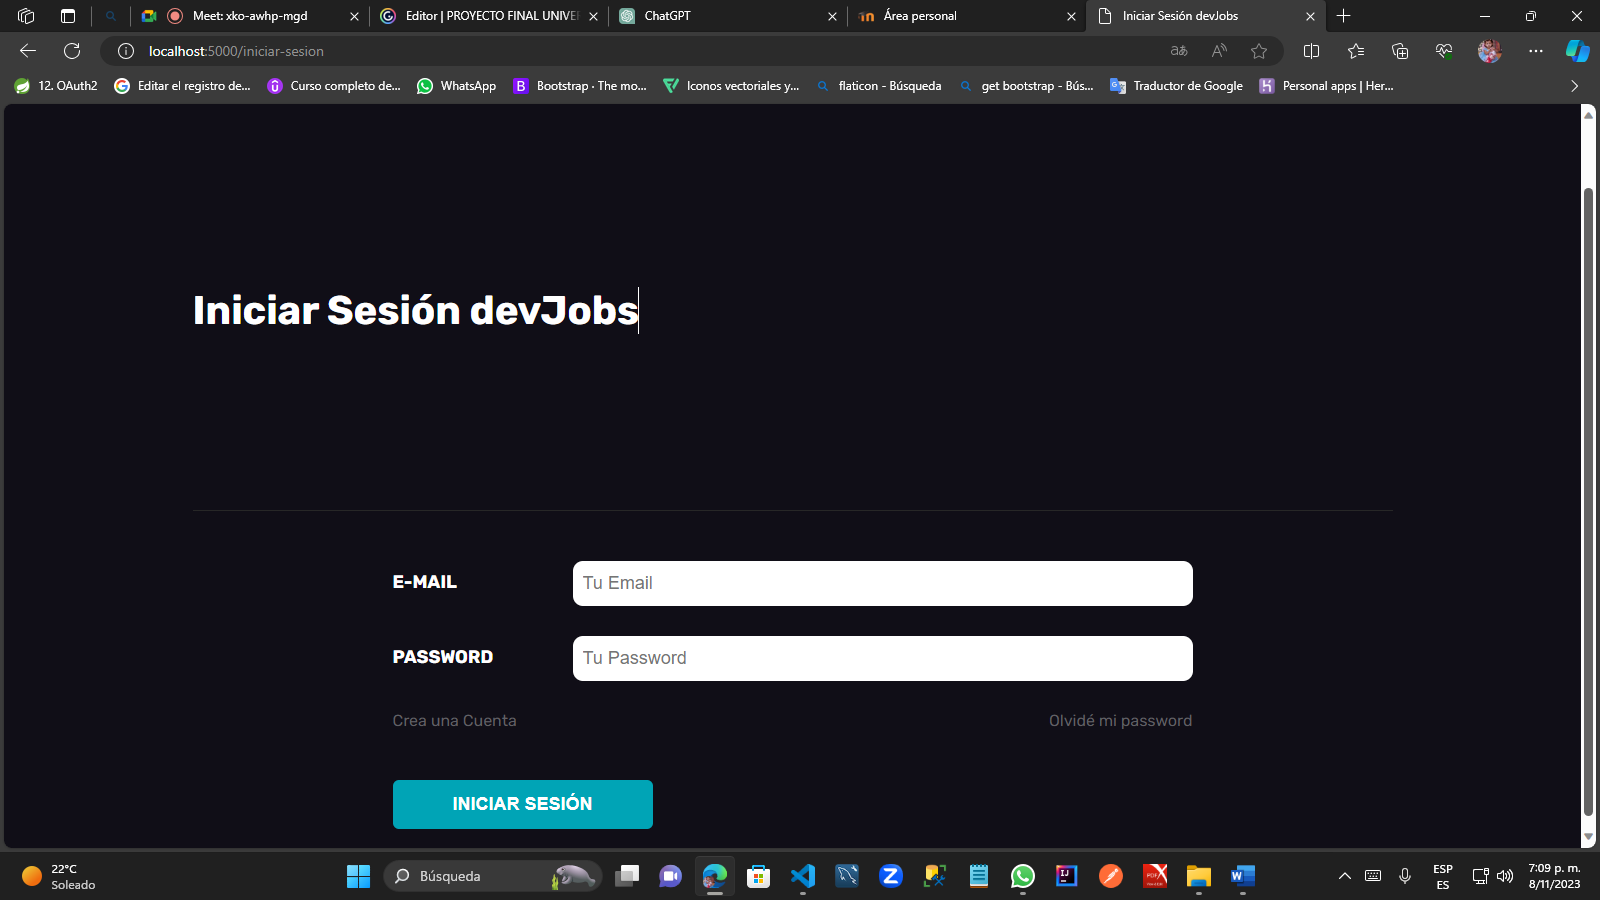 Meet: xko-awhp-mgd
Editor | PROYECTO FINAL UNIVE
ChatGPT
Área personal
Iniciar Sesión devJobs
localhost:5000/iniciar-sesion
12. OAuth2
Editar el registro de...
Curso completo de...
WhatsApp
Bootstrap · The mo...
Iconos vectoriales y...
flaticon - Búsqueda
get bootstrap - Bús...
Traductor de Google
Personal apps | Her...
Iniciar Sesión devJobs
E-MAIL
Tu Email
PASSWORD
Tu Password
Crea una Cuenta
Olvidé mi password
INICIAR SESIÓN
22°C
Soleado
Búsqueda
ESP
ES
7:09 p. m.
8/11/2023